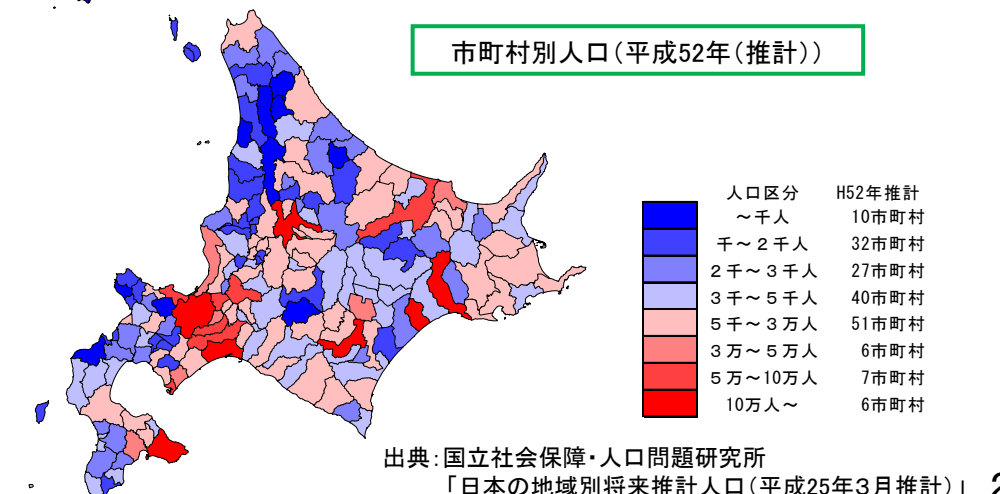 市町村別人口(平成52年(推計))
人口区分 H52年推計
～千人 10市町村
千～2千人 32市町村
2千～3千人 27市町村
3千～5千人 40市町村
5千～3万人 51市町村
3万～5万人 6市町村
5万～10万人 7市町村
10万人～ 6市町村
出典:国立社会保障・人口問題研究所
「日本の地域別将来推計人口(平成25年3月推計)」